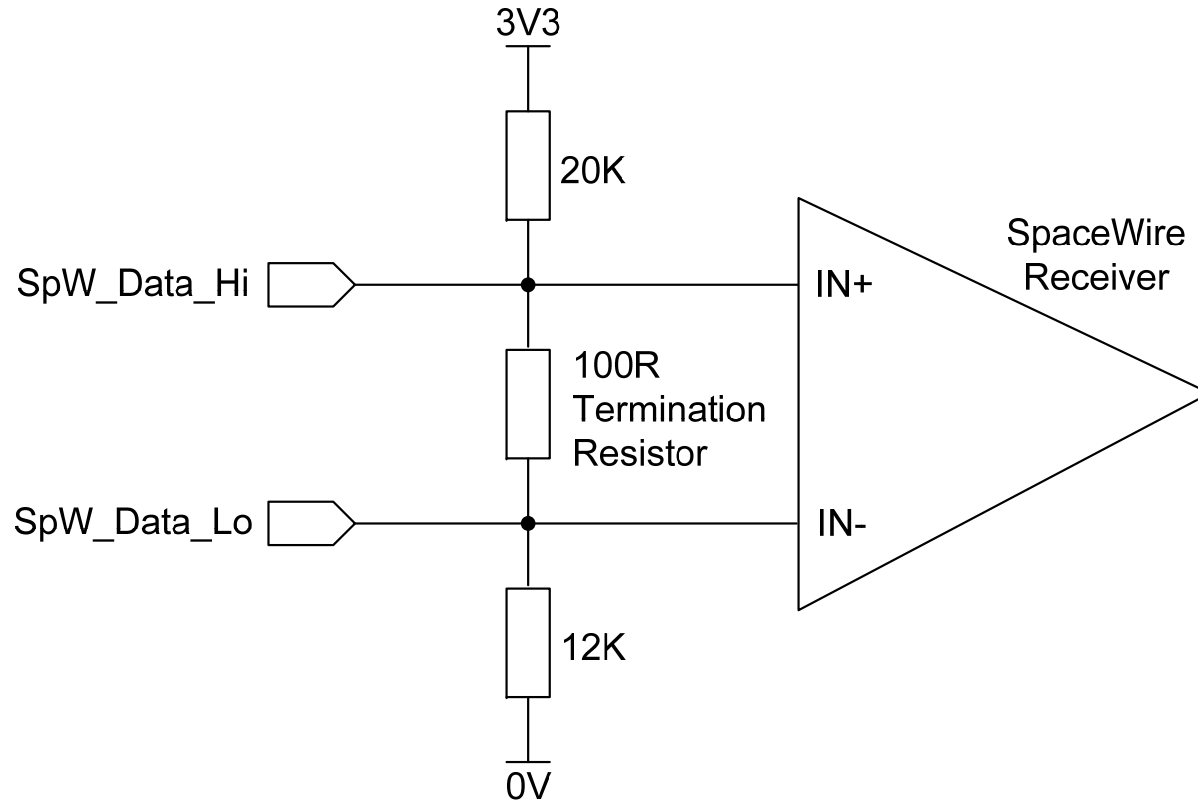 3V3
20K
SpaceWire
Receiver
SpW_Data_Hi
IN+
100R
Termination
Resistor
SpW_Data_Lo
IN-
12K
0V